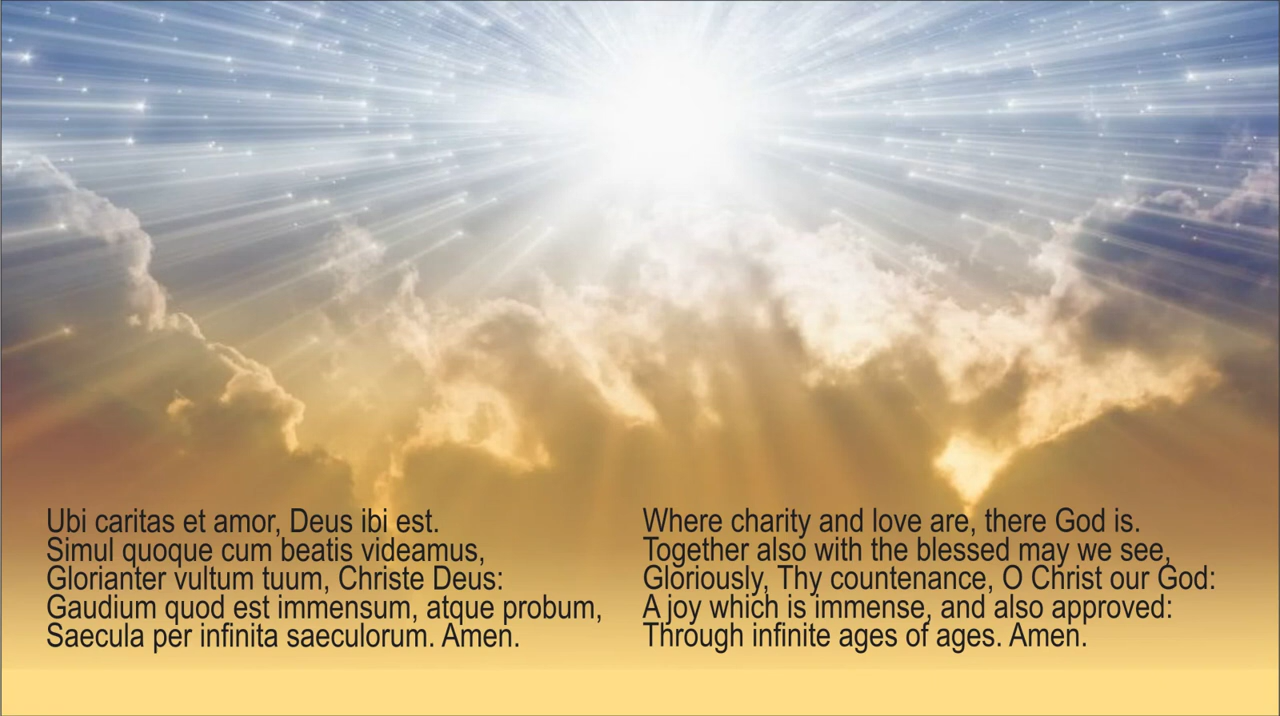 Ubi caritas et amor, Deus ibi est.
Simul quoque cum beatis videamus,
Glorianter vultum tuum, Christe Deus:
Gaudium quod est immensum, atque probum,
Saecula per infinita saeculorum. Amen.
Where charity and love are, there God is.
Together also with the blessed may we see,
Gloriously, Thy countenance, O Christ our God:
A joy which is immense, and also approved:
Through infinite ages of ages. Amen.